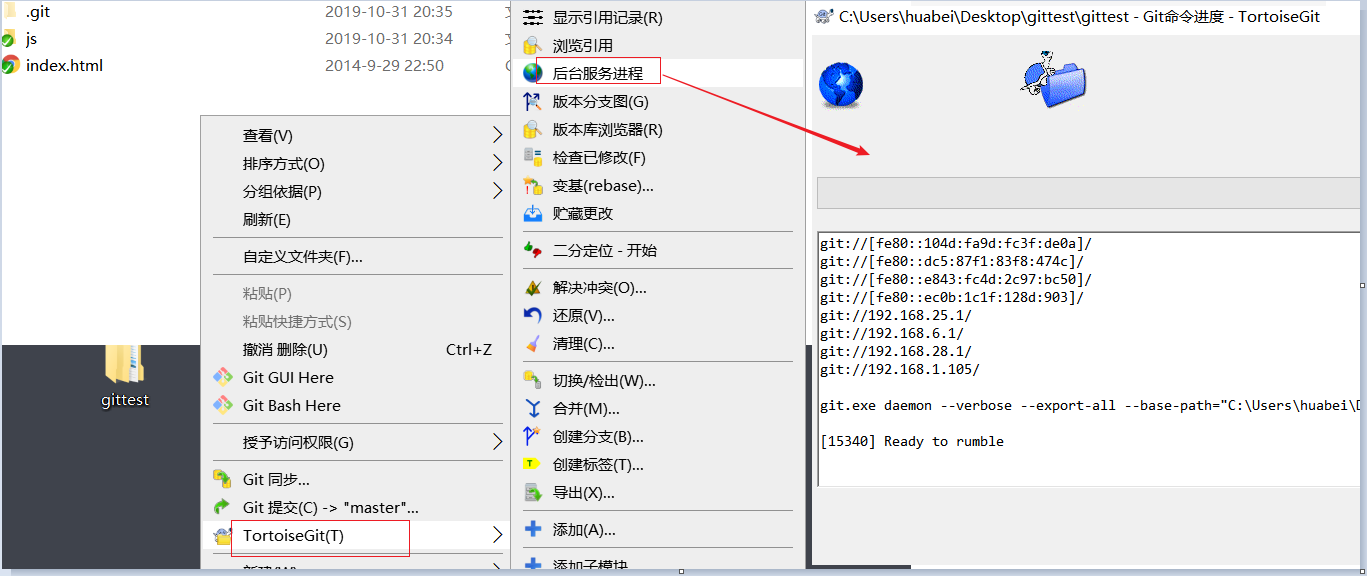 .git 2019-10-31 20:35
js 2019-10-31 20:34
index.html 2014-9-29 22:50
gittest
查看(V)
排序方式(O)
分组依据(P)
刷新(E)
自定义文件夹(F)...
粘贴(P)
粘贴快捷方式(S)
撤消 删除(U) Ctrl+Z
Git GUI Here
Git Bash Here
授予访问权限(G)
Git 同步...
Git 提交(C) -> "master"...
TortoiseGit(T)
新建(W)
显示引用记录(R)
浏览引用
后台服务进程
版本分支图(G)
版本库浏览器(R)
检查已修改(F)
变基(rebase)...
贮藏更改
二分定位 - 开始
解决冲突(O)...
还原(V)...
清理(C)...
切换/检出(W)...
合并(M)...
创建分支(B)...
创建标签(T)...
导出(X)...
添加(A)...
添加子模块
C:\Users\huabei\Desktop\gittest\gittest - Git命令进度 - TortoiseGit
git://[fe80::104d:fa9d:fc3f:de0a]/
git://[fe80::dc5:87f1:83f8:474c]/
git://[fe80::e843:fc4d:2c97:bc50]/
git://[fe80::ec0b:1c1f:128d:903]/
git://192.168.25.1/
git://192.168.6.1/
git://192.168.28.1/
git://192.168.1.105/
git.exe daemon --verbose --export-all --base-path="C:\Users\huabei\D
[15340] Ready to rumble